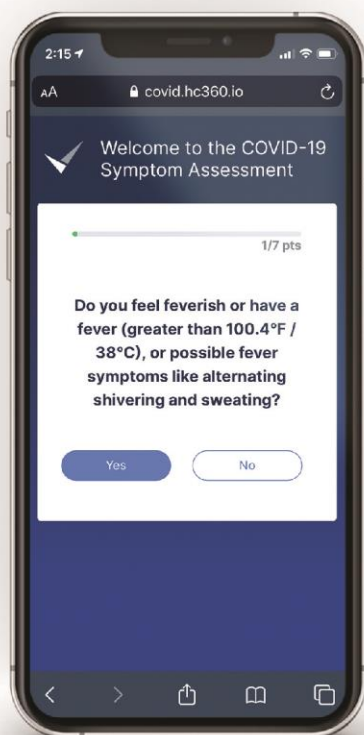 2:15
AA covid.hc360.io
Welcome to the COVID-19
Symptom Assessment
1/7 pts
Do you feel feverish or have a
fever (greater than 100.4°F /
38°C), or possible fever
symptoms like alternating
shivering and sweating?
Yes No